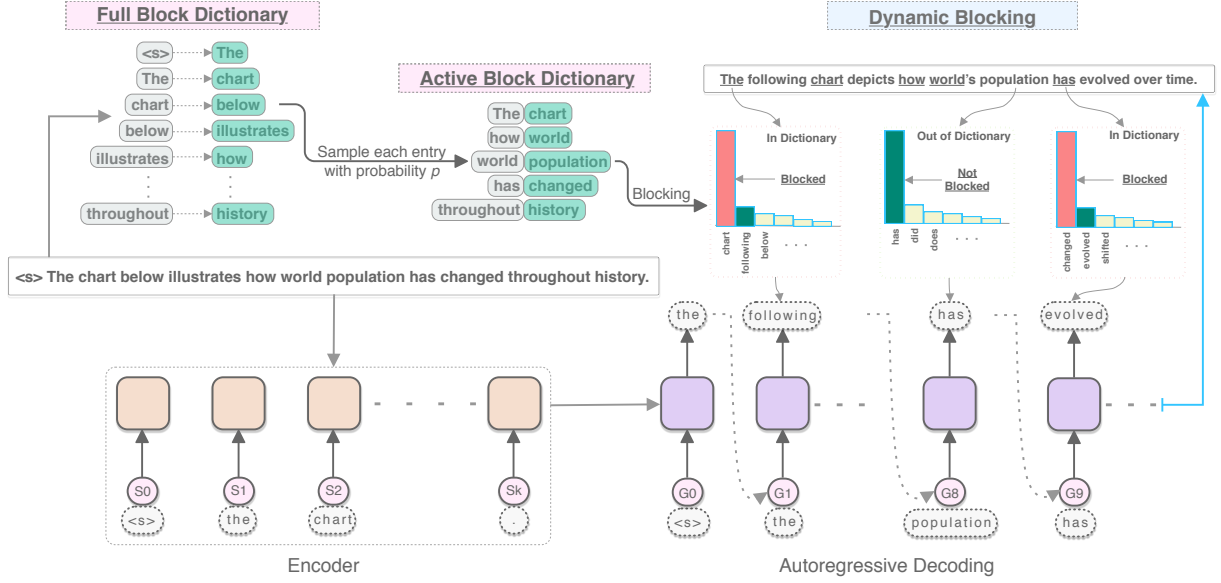 Full Block Dictionary
<s> The
The chart
chart below
below illustrates
illustrates how
throughout history
Sample each entry
with probability p
Active Block Dictionary
The chart
how world
world population
has changed
throughout history
Blocking
Dynamic Blocking
The following chart depicts how world's population has evolved over time.
In Dictionary
Blocked
chart
following
below
. . .
Out of Dictionary
Not
Blocked
has
did
does
. . .
In Dictionary
Blocked
changed
evolved
shifted
. . .
<s> The chart below illustrates how world population has changed throughout history.
the
following
has
evolved
S0
S1
S2
Sk
<s>
the
chart
.
Encoder
G0
G1
G8
G9
<s>
the
population
has
Autoregressive Decoding